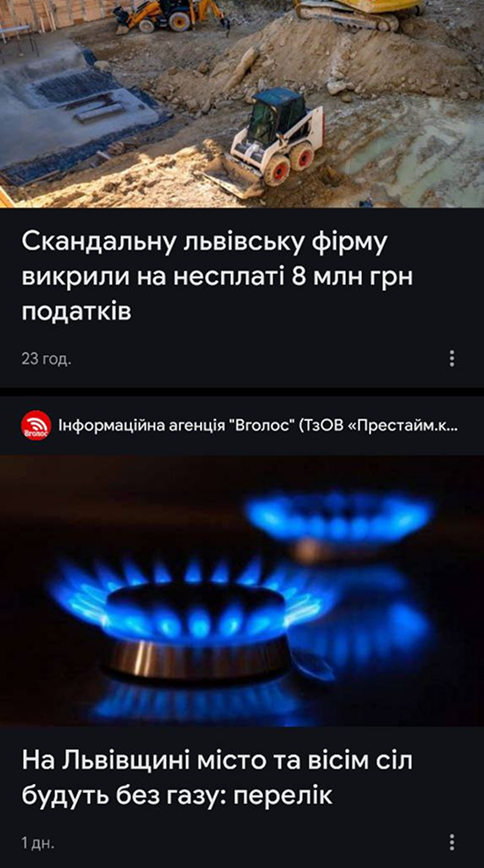 Скандальну львівську фірму
викрили на несплаті 8 млн грн
податків
23 год.
Вголос
Інформаційна агенція "Вголос" (ТзОВ «Престайм.к...
На Львівщині місто та вісім сіл
будуть без газу: перелік
1 дн.